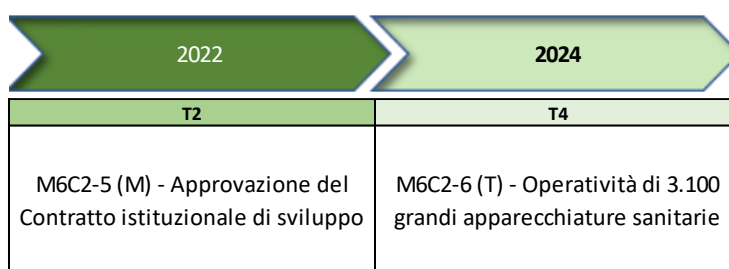 2022
2024
T2
T4
M6C2-5 (M) - Approvazione del
Contratto istituzionale di sviluppo
M6C2-6 (T) - Operatività di 3.100
grandi apparecchiature sanitarie